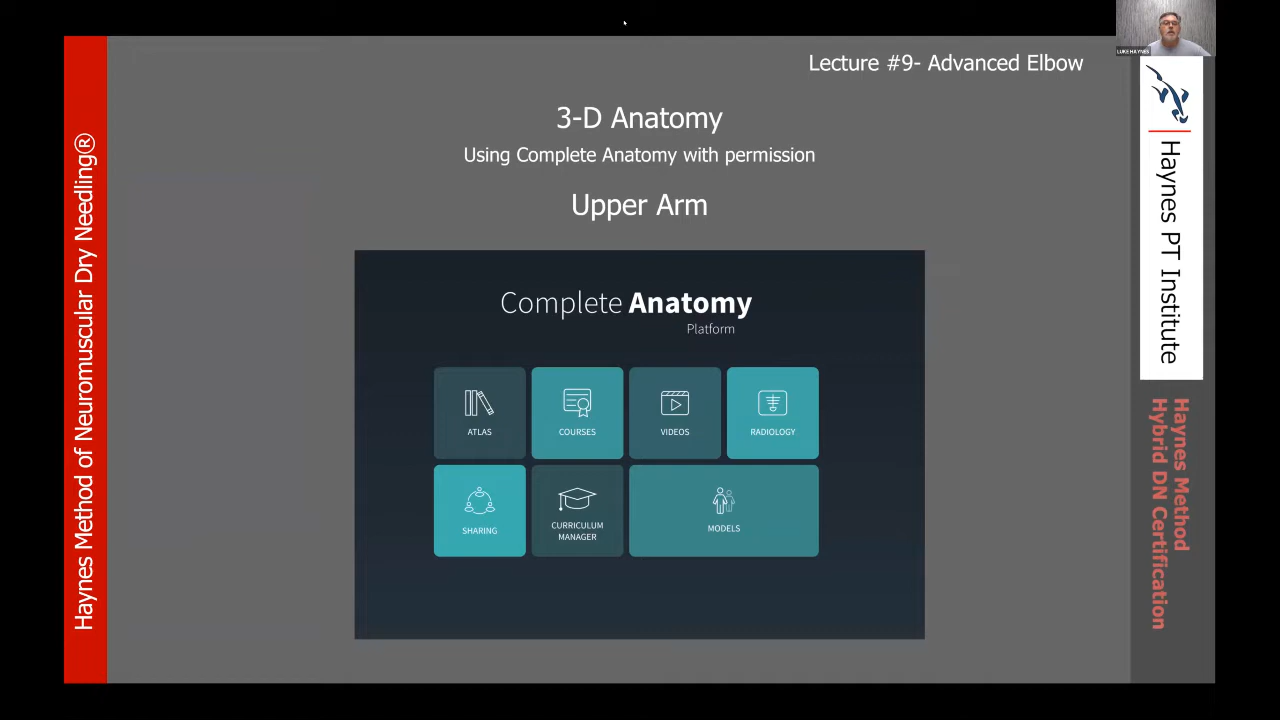 LUKE HAYNES
Lecture #9- Advanced Elbow
3-D Anatomy
Using Complete Anatomy with permission
Upper Arm
Haynes Method of Neuromuscular Dry Needling®
Complete Anatomy
Platform
ATLAS
COURSES
VIDEOS
RADIOLOGY
SHARING
CURRICULUM
MANAGER
MODELS
Haynes PT Institute
Haynes Method
Hybrid DN Certification